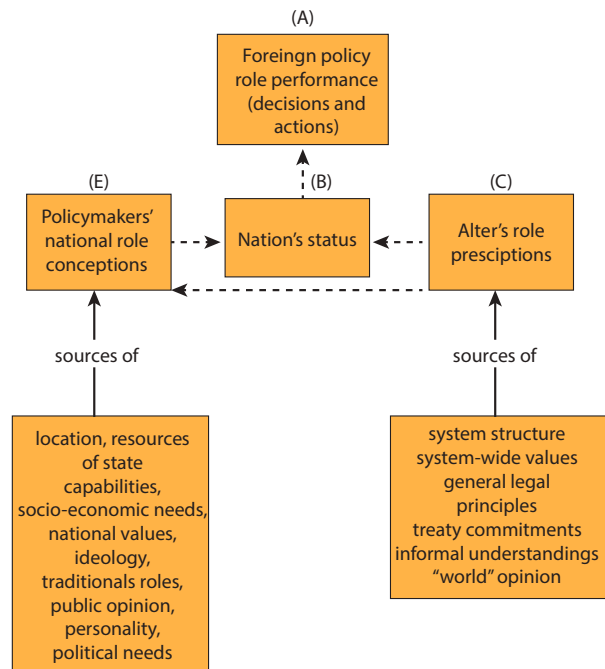 (A)
Foreingn policy
role performance
(decisions and
actions)
(E)
(B)
(C)
Policymakers’
national role
conceptions
Nation’s status
Alter’s role
presciptions
sources of
sources of
location, resources
of state
capabilities,
socio-economic needs,
national values,
ideology,
traditionals roles,
public opinion,
personality,
political needs
system structure
system-wide values
general legal
principles
treaty commitments
informal understandings
“world” opinion